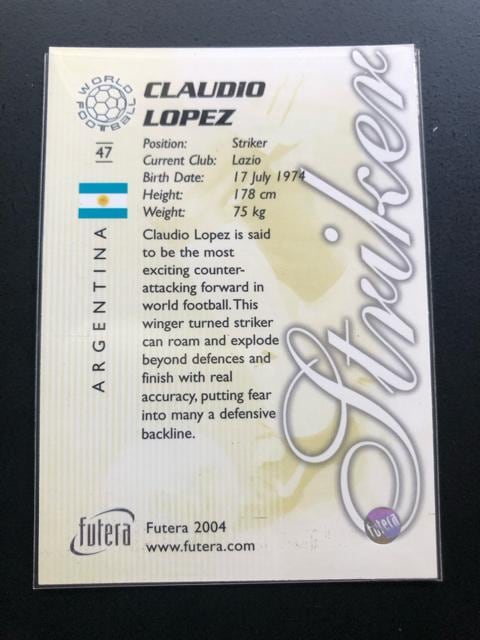 WORLD FOOTBALL
CLAUDIO
LOPEZ
47
Position: Striker
Current Club: Lazio
Birth Date: 17 July 1974
Height: 178 cm
Weight: 75 kg
ARGENTINA
Claudio Lopez is said
to be the most
exciting counter-
attacking forward in
world football. This
winger turned striker
can roam and explode
beyond defences and
finish with real
accuracy, putting fear
into many a defensive
backline.
Striker
futera
Futera 2004
www.futera.com
futera